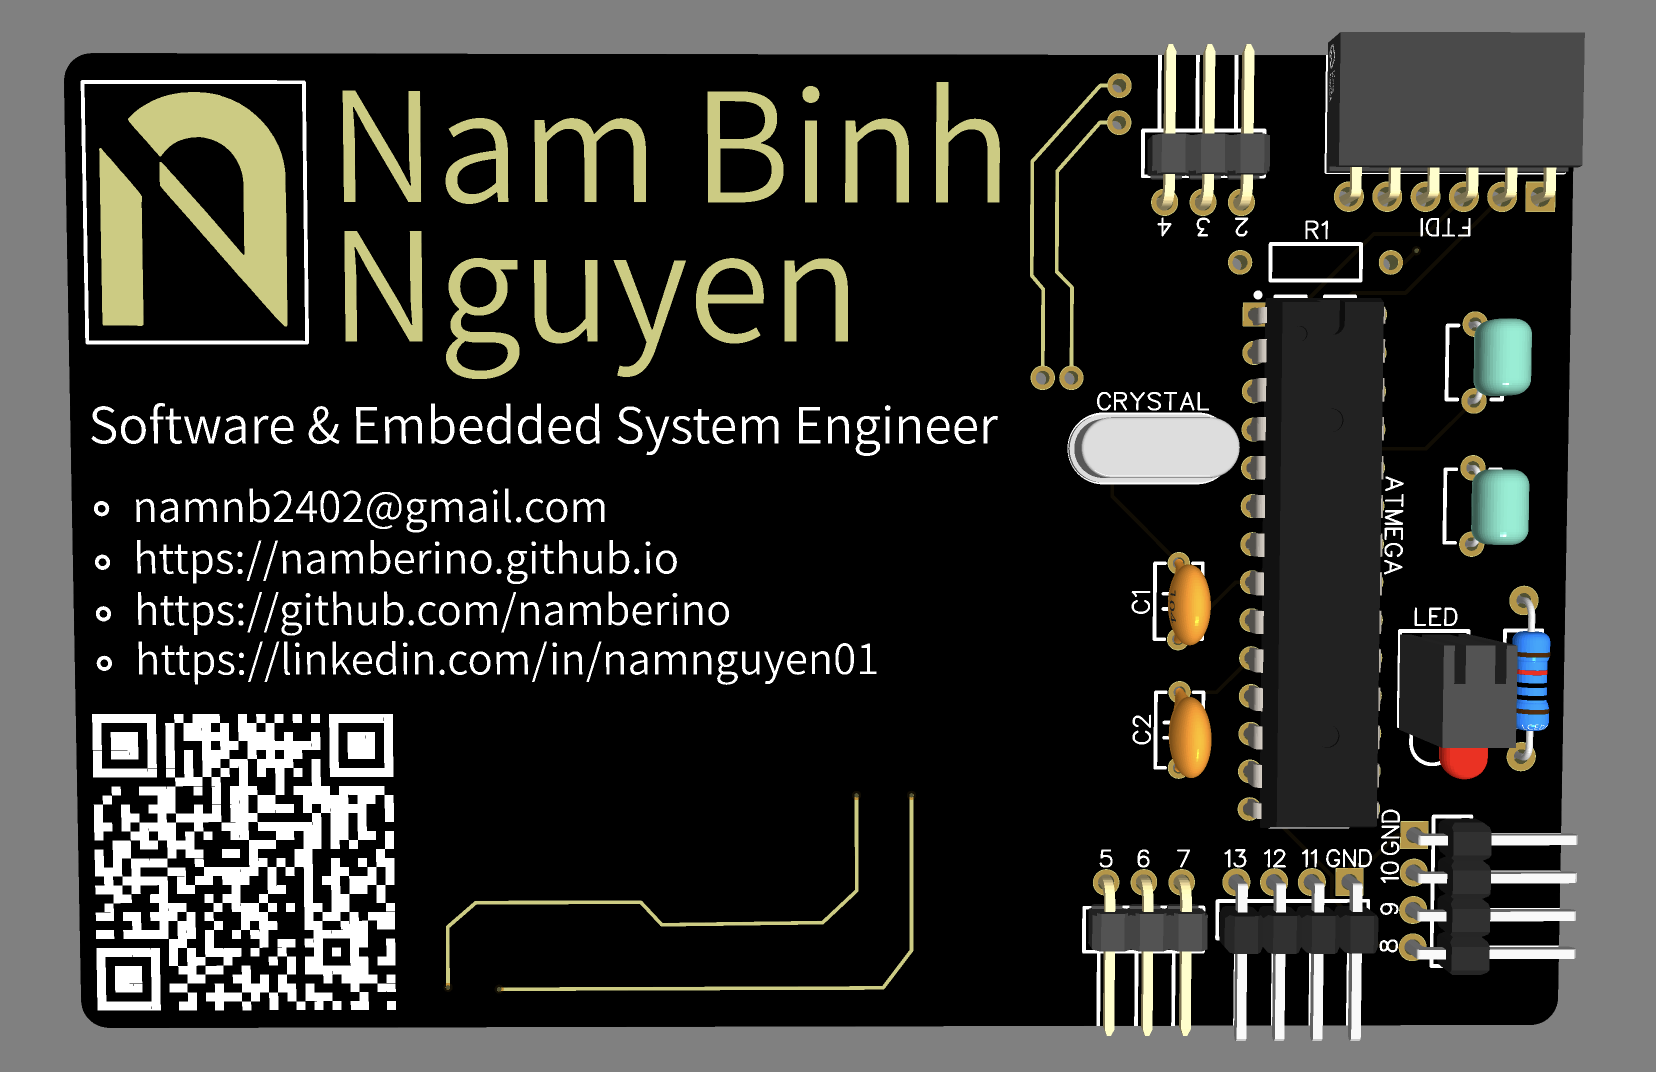 Nam Binh
Nguyen
Software & Embedded System Engineer
namnb2402@gmail.com
https://namberino.github.io
https://github.com/namberino
https://linkedin.com/in/namnguyen01
4 3 2
FTDI
R1
CRYSTAL
ATMEGA
C1
LED
C2
5 6 7
13 12 11 GND
GND
10
9
8